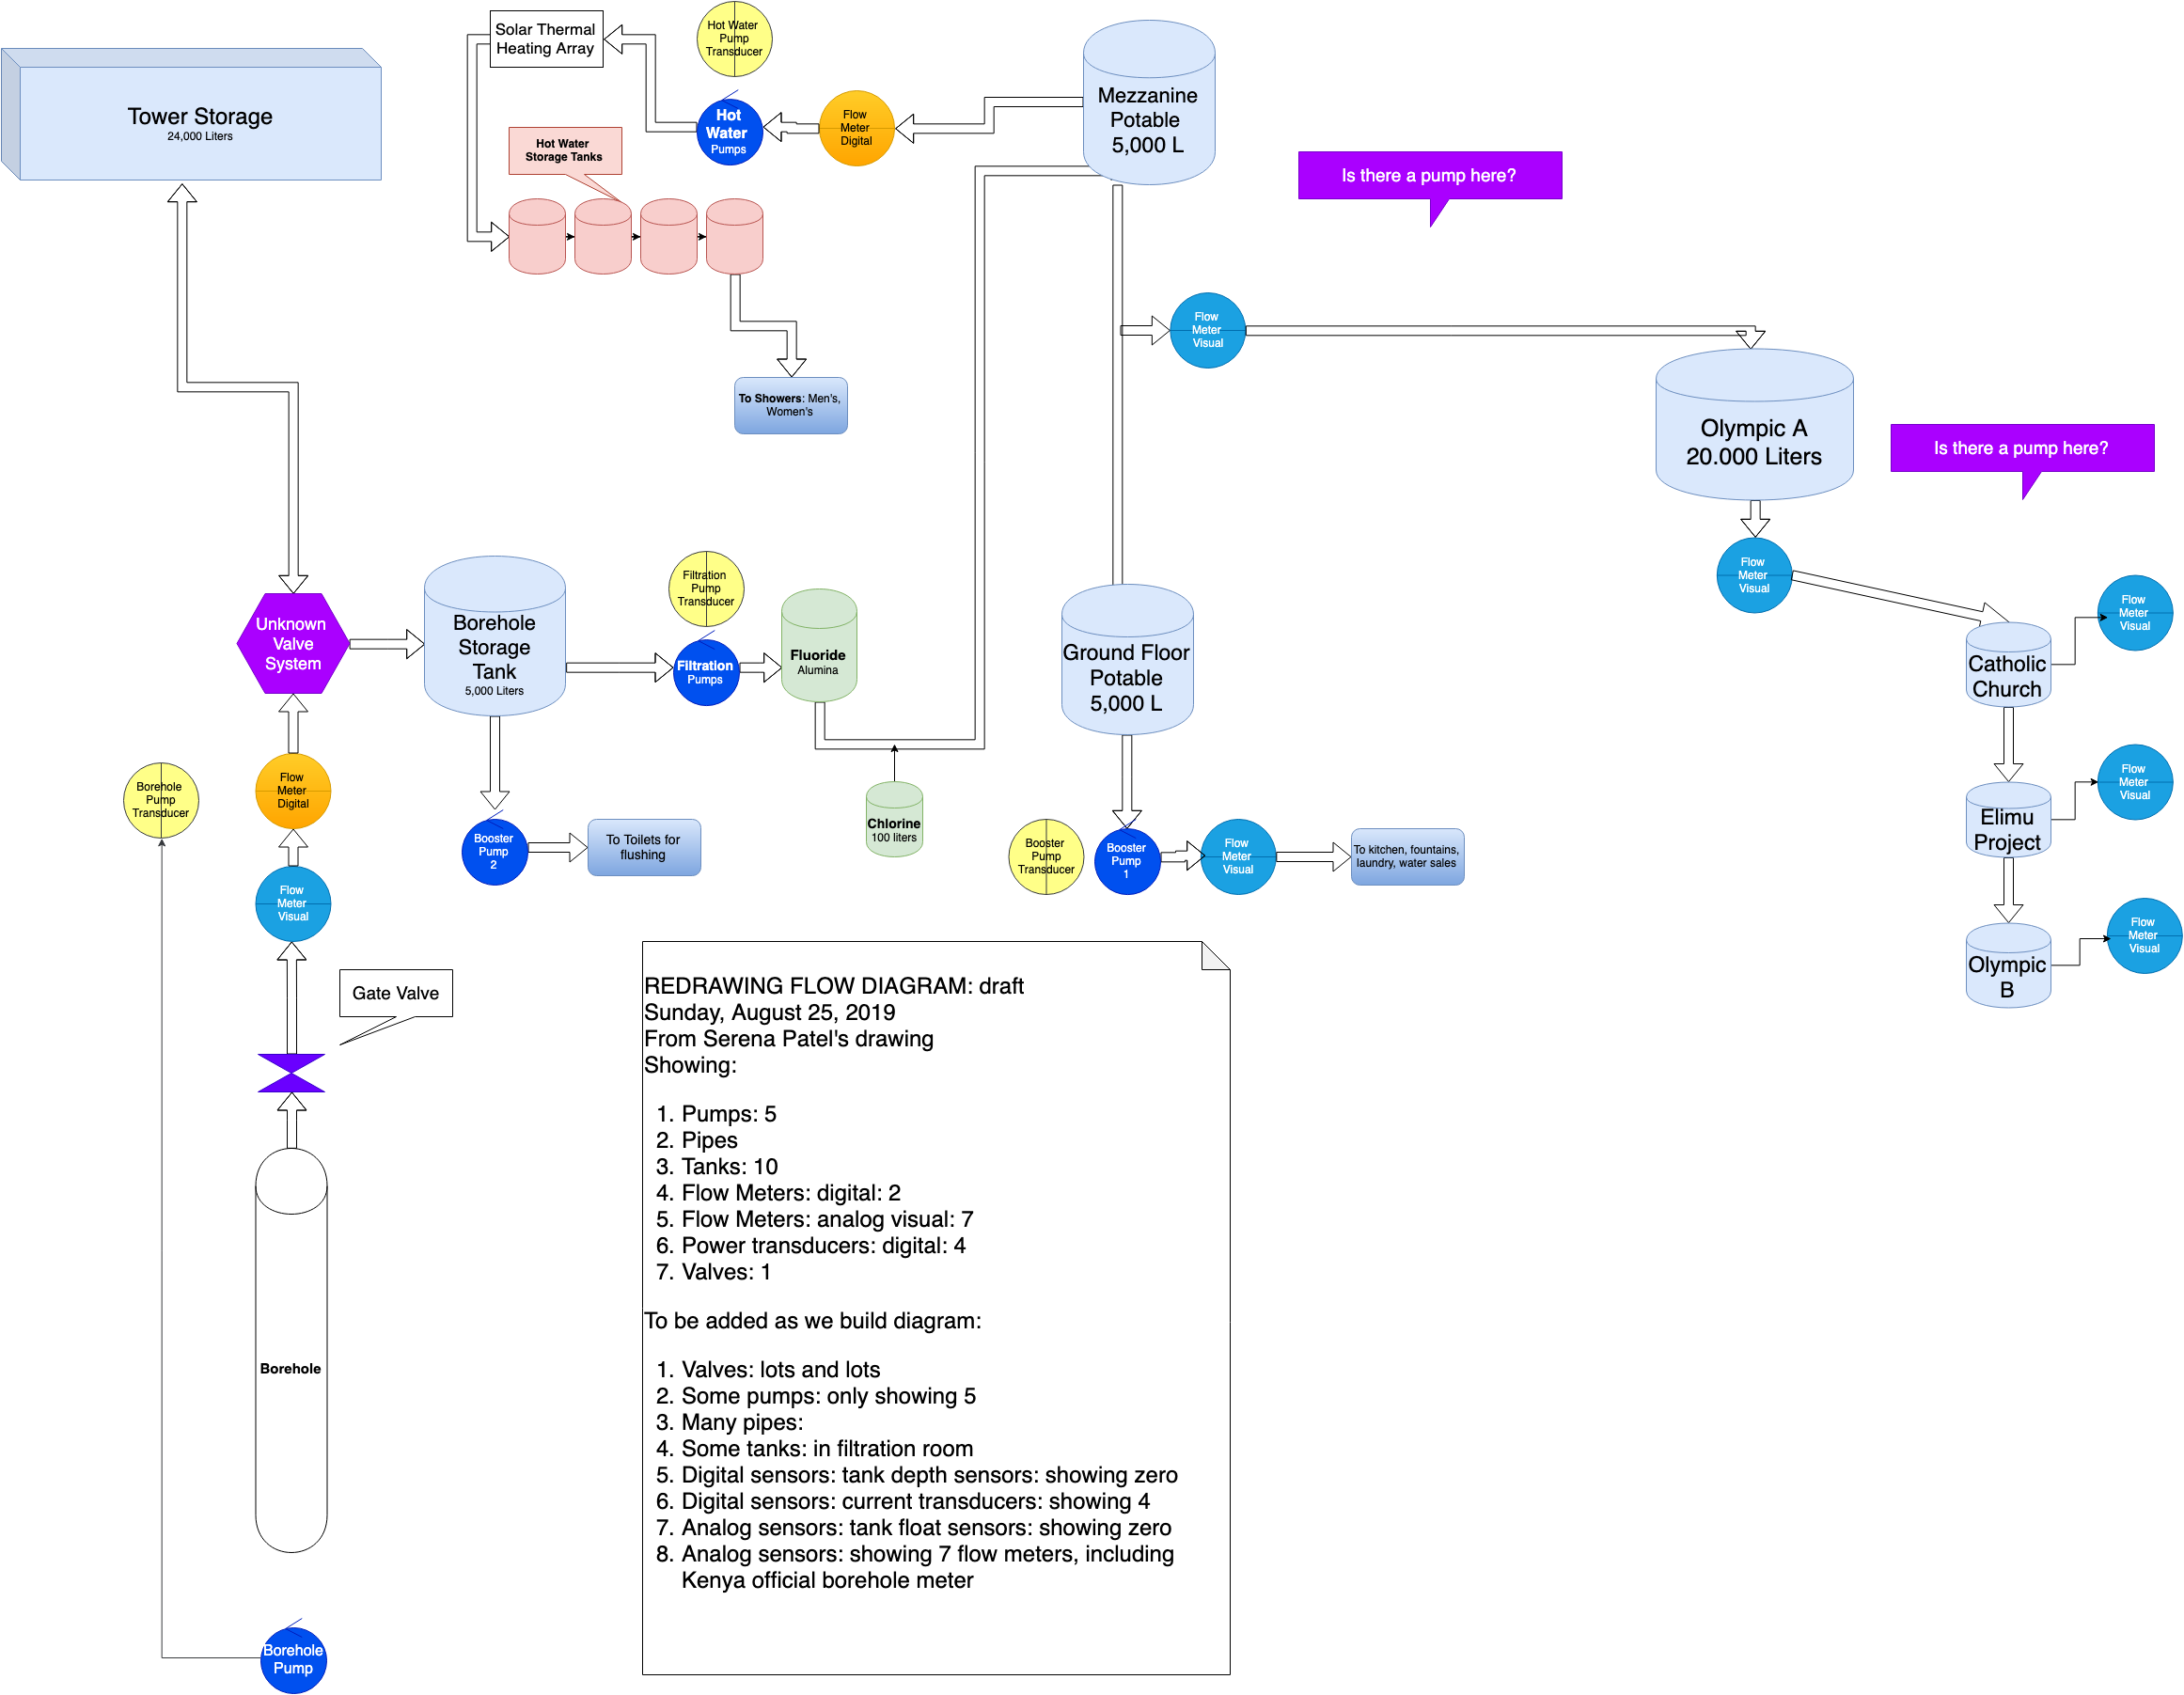 Solar Thermal
Heating Array
Hot Water
Pump
Transducer
Mezzanine
Potable
5,000 L
Tower Storage
24,000 Liters
Hot
Water
Pumps
Flow
Meter
Digital
Hot Water
Storage Tanks
Is there a pump here?
Flow
Meter
Visual
To Showers: Men's,
Women's
Olympic A
20.000 Liters
Is there a pump here?
Flow
Meter
Visual
Unknown
Valve
System
Borehole
Storage
Tank
5,000 Liters
Filtration
Pump
Transducer
Filtration
Pumps
Fluoride
Alumina
Ground Floor
Potable
5,000 L
Catholic
Church
Flow
Meter
Visual
Borehole
Pump
Transducer
Flow
Meter
Digital
Flow
Meter
Visual
Booster
Pump
2
To Toilets for
flushing
Chlorine
100 liters
Booster
Pump
Transducer
Booster
Pump
1
Flow
Meter
Visual
To kitchen, fountains,
laundry, water sales
Elimu
Project
Flow
Meter
Visual
Olympic
B
Flow
Meter
Visual
Gate Valve
Borehole
Borehole
Pump
REDRAWING FLOW DIAGRAM: draft
Sunday, August 25, 2019
From Serena Patel's drawing
Showing:
1. Pumps: 5
2. Pipes
3. Tanks: 10
4. Flow Meters: digital: 2
5. Flow Meters: analog visual: 7
6. Power transducers: digital: 4
7. Valves: 1
To be added as we build diagram:
1. Valves: lots and lots
2. Some pumps: only showing 5
3. Many pipes:
4. Some tanks: in filtration room
5. Digital sensors: tank depth sensors: showing zero
6. Digital sensors: current transducers: showing 4
7. Analog sensors: tank float sensors: showing zero
8. Analog sensors: showing 7 flow meters, including
Kenya official borehole meter